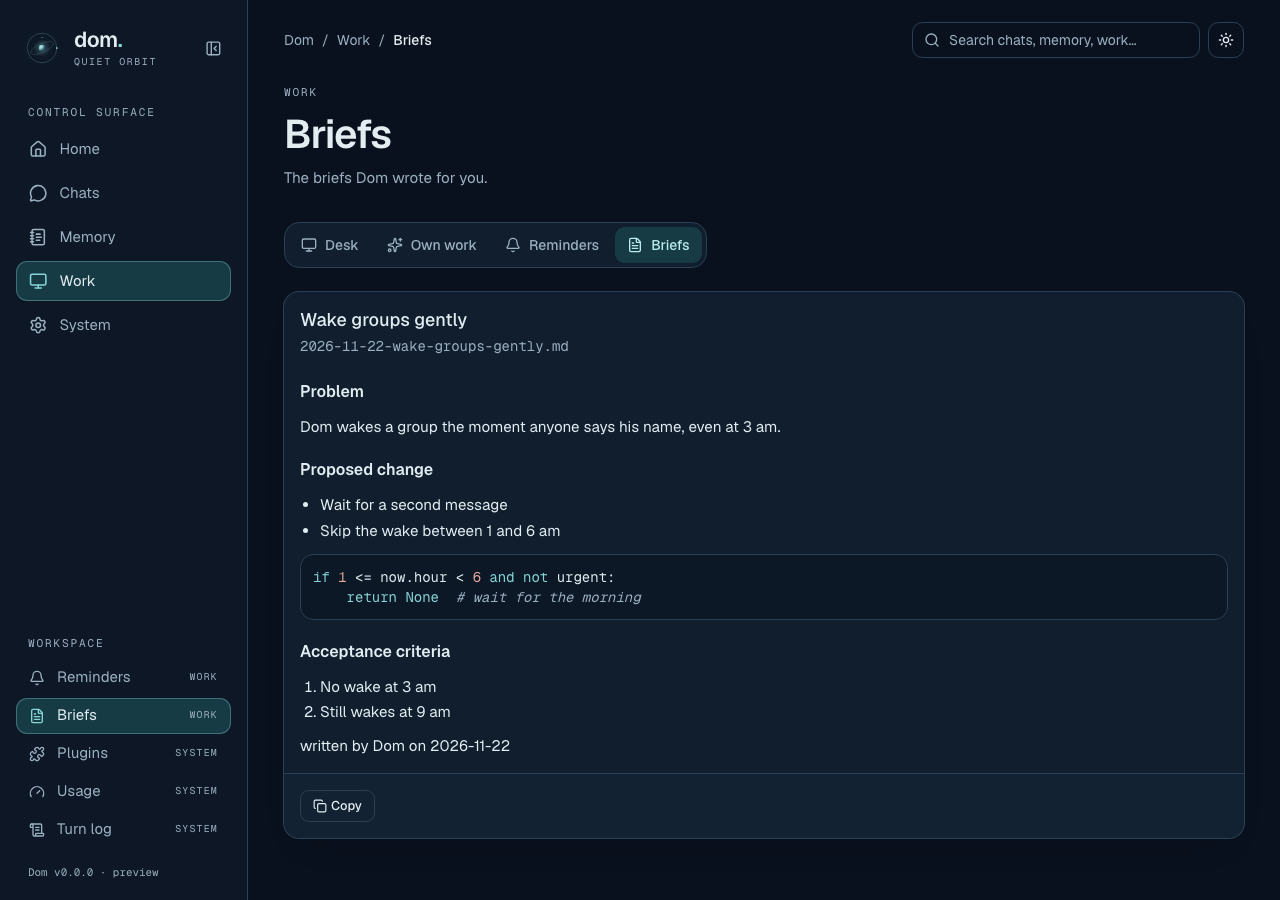 dom.
QUIET ORBIT
CONTROL SURFACE
Home
Chats
Memory
Work
System
WORKSPACE
Reminders WORK
Briefs WORK
Plugins SYSTEM
Usage SYSTEM
Turn log SYSTEM
Dom v0.0.0 · preview
Dom / Work / Briefs
Search chats, memory, work…
WORK
Briefs
The briefs Dom wrote for you.
Desk Own work Reminders Briefs
Wake groups gently
2026-11-22-wake-groups-gently.md
Problem
Dom wakes a group the moment anyone says his name, even at 3 am.
Proposed change
• Wait for a second message
• Skip the wake between 1 and 6 am
if 1 <= now.hour < 6 and not urgent:
    return None  # wait for the morning
Acceptance criteria
1. No wake at 3 am
2. Still wakes at 9 am
written by Dom on 2026-11-22
Copy